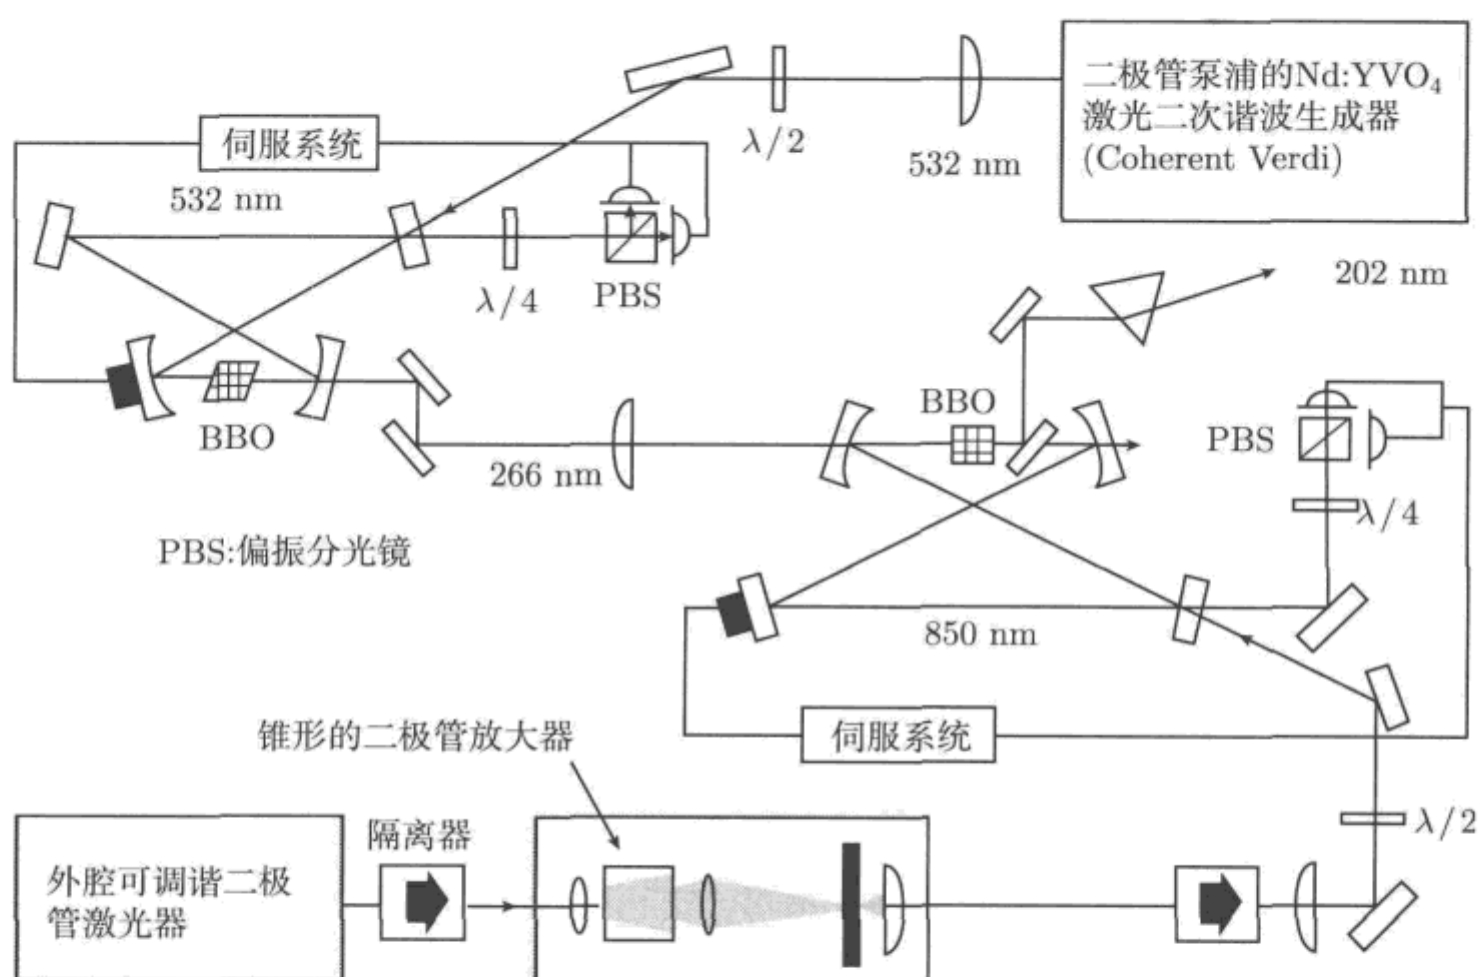 二极管泵浦的Nd:YVO₄
激光二次谐波生成器
(Coherent Verdi)
λ/2
532 nm
伺服系统
532 nm
λ/4
PBS
202 nm
BBO
BBO
PBS
266 nm
λ/4
PBS:偏振分光镜
850 nm
伺服系统
锥形的二极管放大器
隔离器
λ/2
外腔可调谐二极
管激光器